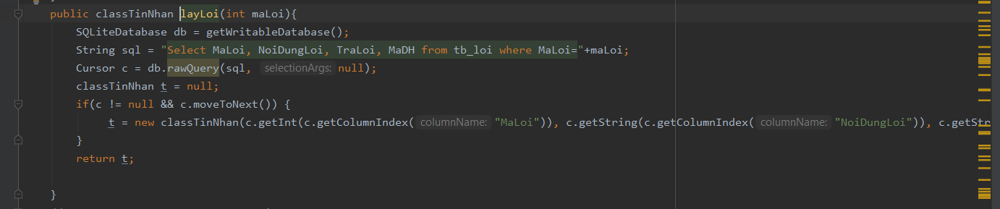 public classTinNhan layLoi(int maLoi){
SQLiteDatabase db = getWritableDatabase();
String sql = "Select MaLoi, NoiDungLoi, TraLoi, MaDH from tb_loi where MaLoi="+maLoi;
Cursor c = db.rawQuery(sql, selectionArgs: null);
classTinNhan t = null;
if(c != null && c.moveToNext()) {
t = new classTinNhan(c.getInt(c.getColumnIndex( columnName: "MaLoi")), c.getString(c.getColumnIndex( columnName: "NoiDungLoi")), c.getStr
}
return t;
}